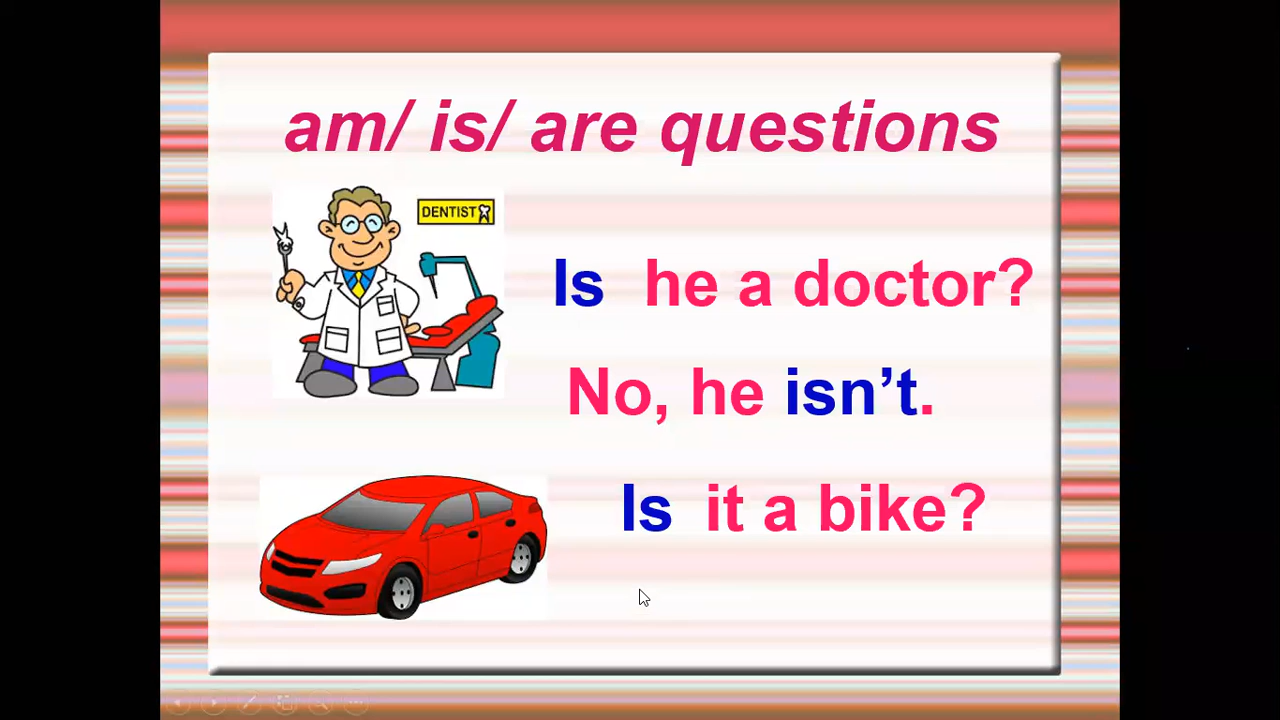 am/ is/ are questions
DENTIST
Is he a doctor?
No, he isn’t.
Is it a bike?